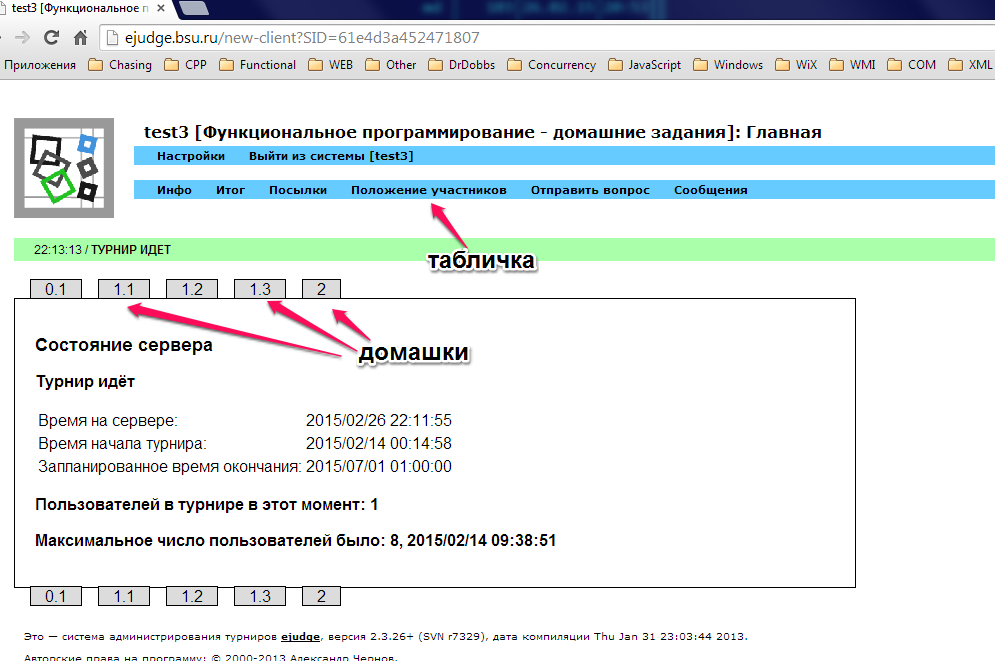 test3 [Функциональное п
ejudge.bsu.ru/new-client?SID=61e4d3a452471807
Приложения Chasing CPP Functional WEB Other DrDobbs Concurrency JavaScript Windows WiX WMI COM XML
test3 [Функциональное программирование - домашние задания]: Главная
Настройки Выйти из системы [test3]
Инфо Итог Посылки Положение участников Отправить вопрос Сообщения
22:13:13 / ТУРНИР ИДЕТ
табличка
0.1 1.1 1.2 1.3 2
домашки
Состояние сервера
Турнир идёт
Время на сервере: 2015/02/26 22:11:55
Время начала турнира: 2015/02/14 00:14:58
Запланированное время окончания: 2015/07/01 01:00:00
Пользователей в турнире в этот момент: 1
Максимальное число пользователей было: 8, 2015/02/14 09:38:51
0.1 1.1 1.2 1.3 2
Это — система администрирования турниров ejudge, версия 2.3.26+ (SVN r7329), дата компиляции Thu Jan 31 23:03:44 2013.
Авторские права на программу: © 2000-2013 Александр Чернов.